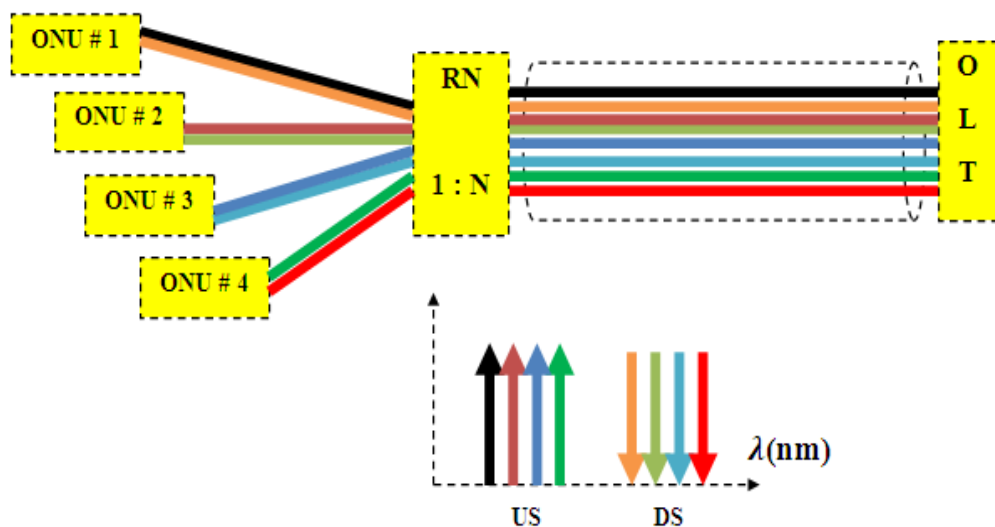 ONU # 1
ONU # 2
ONU # 3
ONU # 4
RN
1 : N
O
L
T
λ(nm)
US
DS